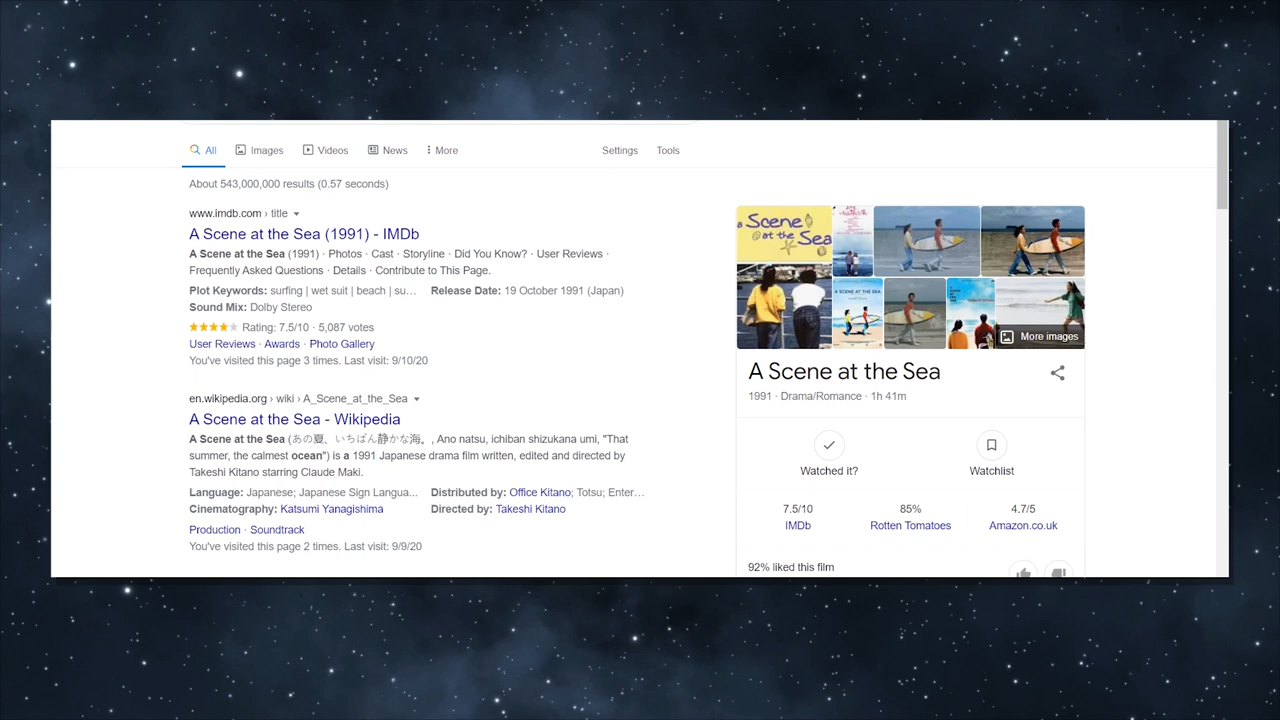 All Images Videos News More Settings Tools
About 543,000,000 results (0.57 seconds)
www.imdb.com › title
A Scene at the Sea (1991) - IMDb
A Scene at the Sea (1991) · Photos · Cast · Storyline · Did You Know? · User Reviews ·
Frequently Asked Questions · Details · Contribute to This Page.
Plot Keywords: surfing | wet suit | beach | su... Release Date: 19 October 1991 (Japan)
Sound Mix: Dolby Stereo
Rating: 7.5/10 · 5,087 votes
User Reviews · Awards · Photo Gallery
You've visited this page 3 times. Last visit: 9/10/20
en.wikipedia.org › wiki › A_Scene_at_the_Sea
A Scene at the Sea - Wikipedia
A Scene at the Sea (あの夏、いちばん静かな海。, Ano natsu, ichiban shizukana umi, "That
summer, the calmest ocean") is a 1991 Japanese drama film written, edited and directed by
Takeshi Kitano starring Claude Maki.
Language: Japanese; Japanese Sign Langua... Distributed by: Office Kitano; Totsu; Enter...
Cinematography: Katsumi Yanagishima Directed by: Takeshi Kitano
Production · Soundtrack
You've visited this page 2 times. Last visit: 9/9/20
a Scene
at the Sea
A SCENE AT THE SEA
More images
A Scene at the Sea
1991 · Drama/Romance · 1h 41m
Watched it? Watchlist
7.5/10 85% 4.7/5
IMDb Rotten Tomatoes Amazon.co.uk
92% liked this film